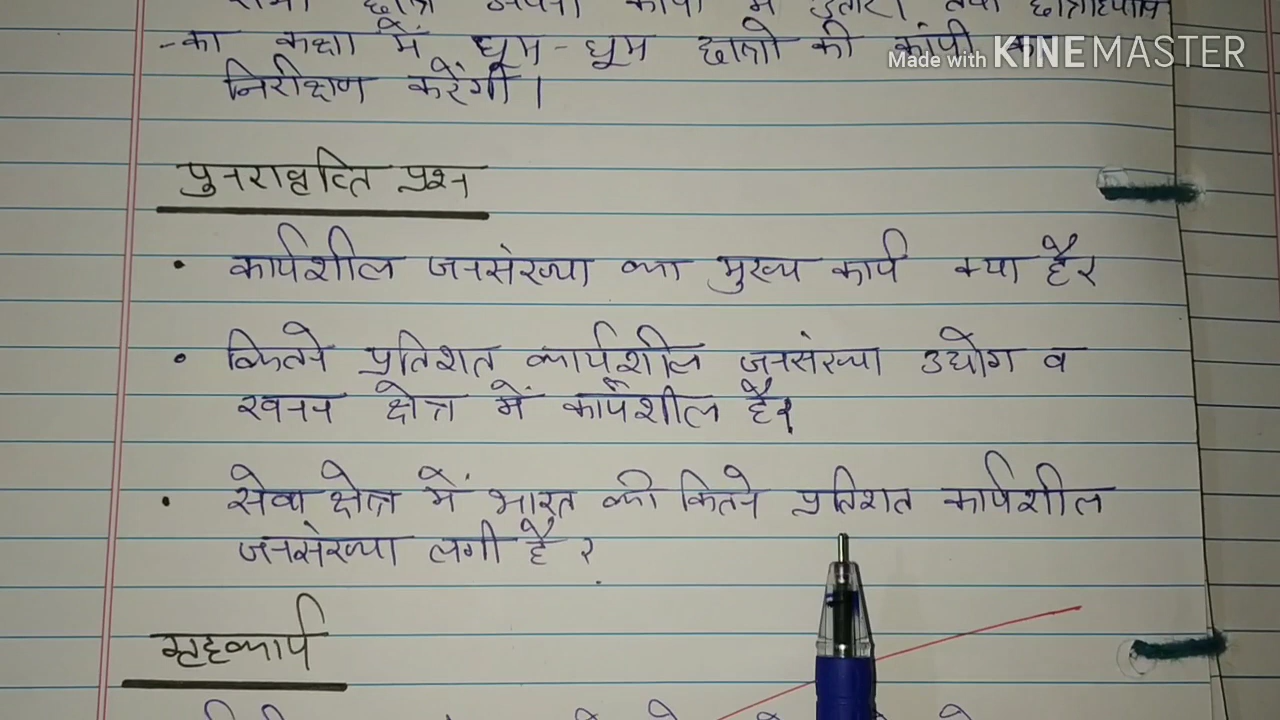 में
-का कक्षा में घूम-घूम छात्रो की कांपी का
Made with KINEMASTER
निरीक्षण करेंगी।
पुनरावृत्ति प्रश्न
• कार्यशील जनसंख्या का मुख्य कार्य क्या है?
• कितने प्रतिशत कार्यशील जनसंख्या उद्योग व
खनन क्षेत्र में कार्यशील है?
• सेवा क्षेत्र में भारत की कितने प्रतिशत कार्यशील
जनसंख्या लगी है?
गृहकार्य